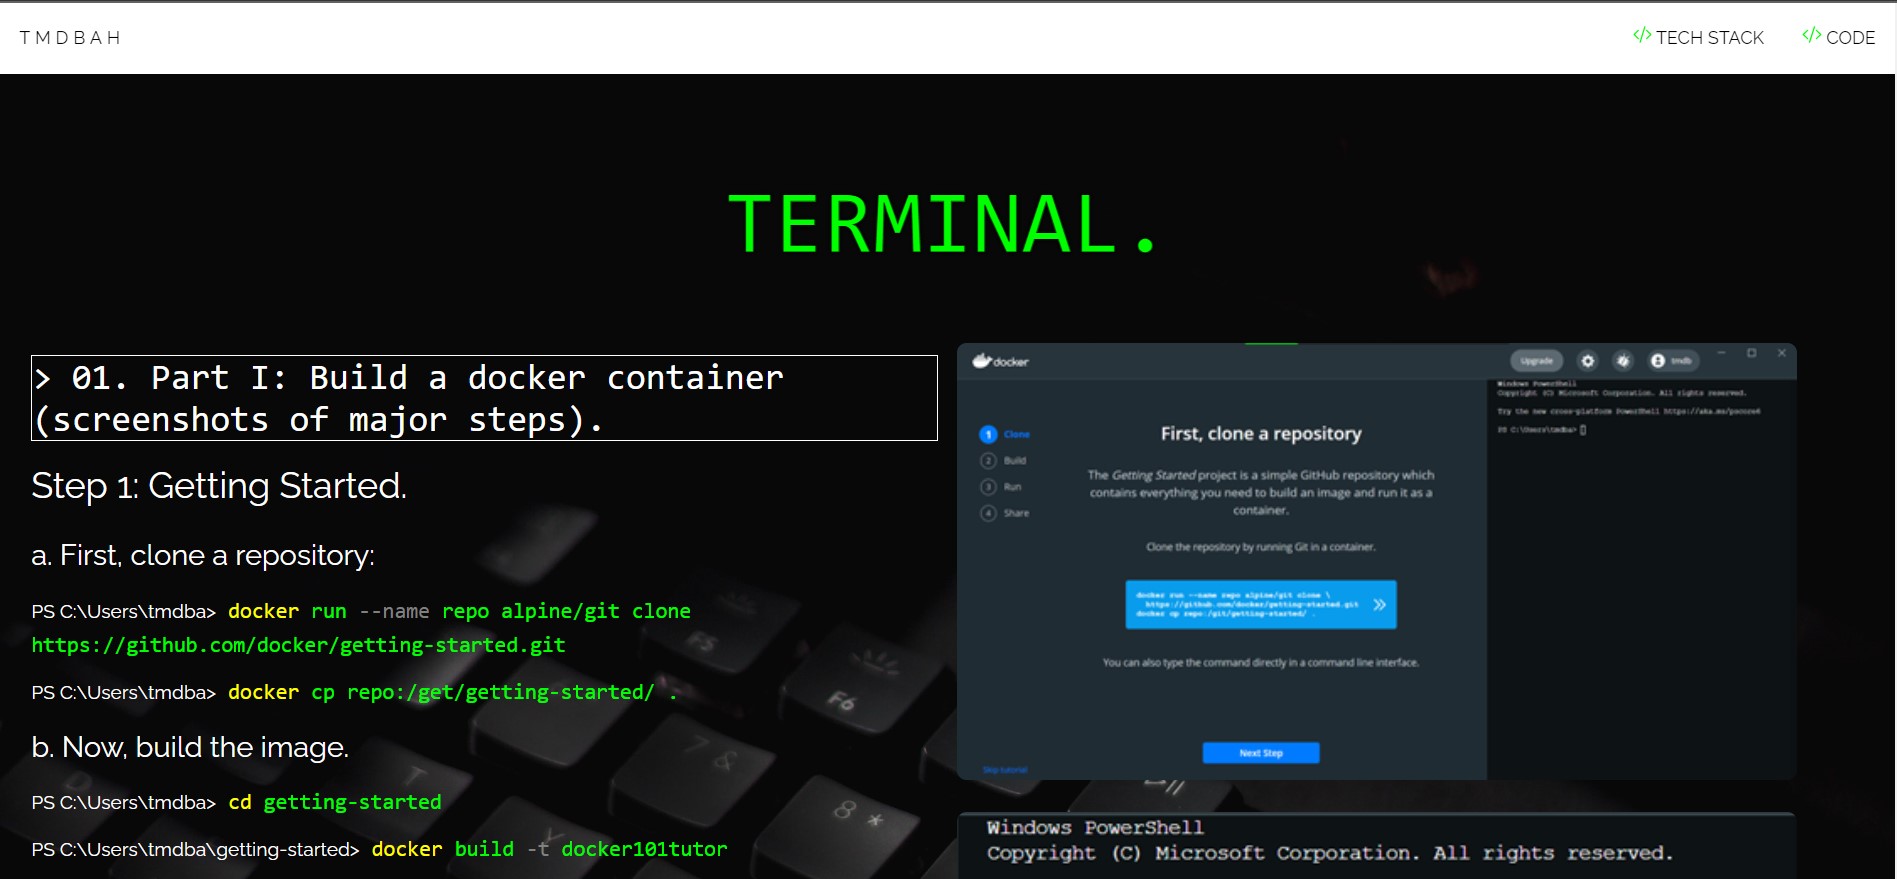 TMDBAH
</> TECH STACK
</> CODE
TERMINAL.
> 01. Part I: Build a docker container
(screenshots of major steps).
Step 1: Getting Started.
a. First, clone a repository:
PS C:\Users\tmdba> docker run --name repo alpine/git clone
https://github.com/docker/getting-started.git
PS C:\Users\tmdba> docker cp repo:/get/getting-started/ .
b. Now, build the image.
PS C:\Users\tmdba> cd getting-started
PS C:\Users\tmdba\getting-started> docker build -t docker101tutor
docker
Upgrade
tmdb
1 Clone
2 Build
3 Run
4 Share
First, clone a repository
The Getting Started project is a simple GitHub repository which
contains everything you need to build an image and run it as a
container.
Clone the repository by running Git in a container.
docker run --name repo alpine/git clone \
https://github.com/docker/getting-started.git
docker cp repo:/git/getting-started/ .
You can also type the command directly in a command line interface.
Next Step
Skip tutorial
Windows PowerShell
Copyright (C) Microsoft Corporation. All rights reserved.
Try the new cross-platform PowerShell https://aka.ms/pscore6
PS C:\Users\tmdba>
Windows PowerShell
Copyright (C) Microsoft Corporation. All rights reserved.
F5
F6
7 &
8 *
T
Y
D